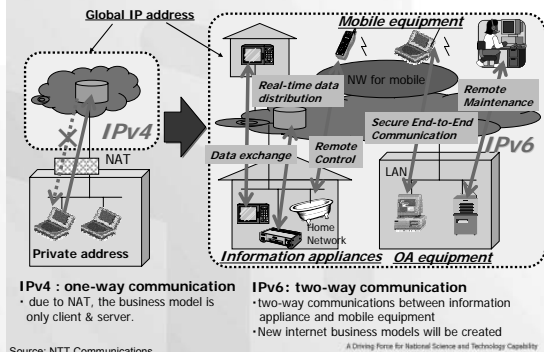 Global IP address
Mobile equipment
NW for mobile
Real-time data
distribution
Remote
Maintenance
Secure End-to-End
Communication
IPv4
IPv6
NAT
Data exchange
Remote
Control
LAN
Home
Network
Private address
Information appliances
OA equipment
IPv4 : one-way communication
・due to NAT, the business model is
only client & server.
IPv6: two-way communication
・two-way communications between information
appliance and mobile equipment
・New internet business models will be created
Source: NTT Communications
A Driving Force for National Science and Technology Capability